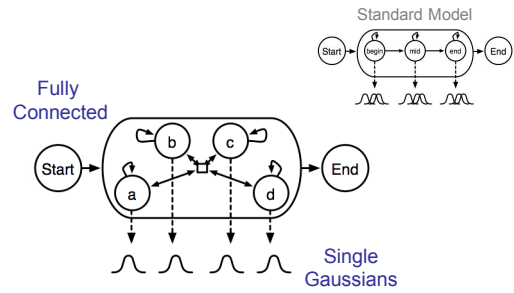 Standard Model
Start
begin
mid
end
End
Fully
Connected
b
c
Start
End
a
d
Single
Gaussians